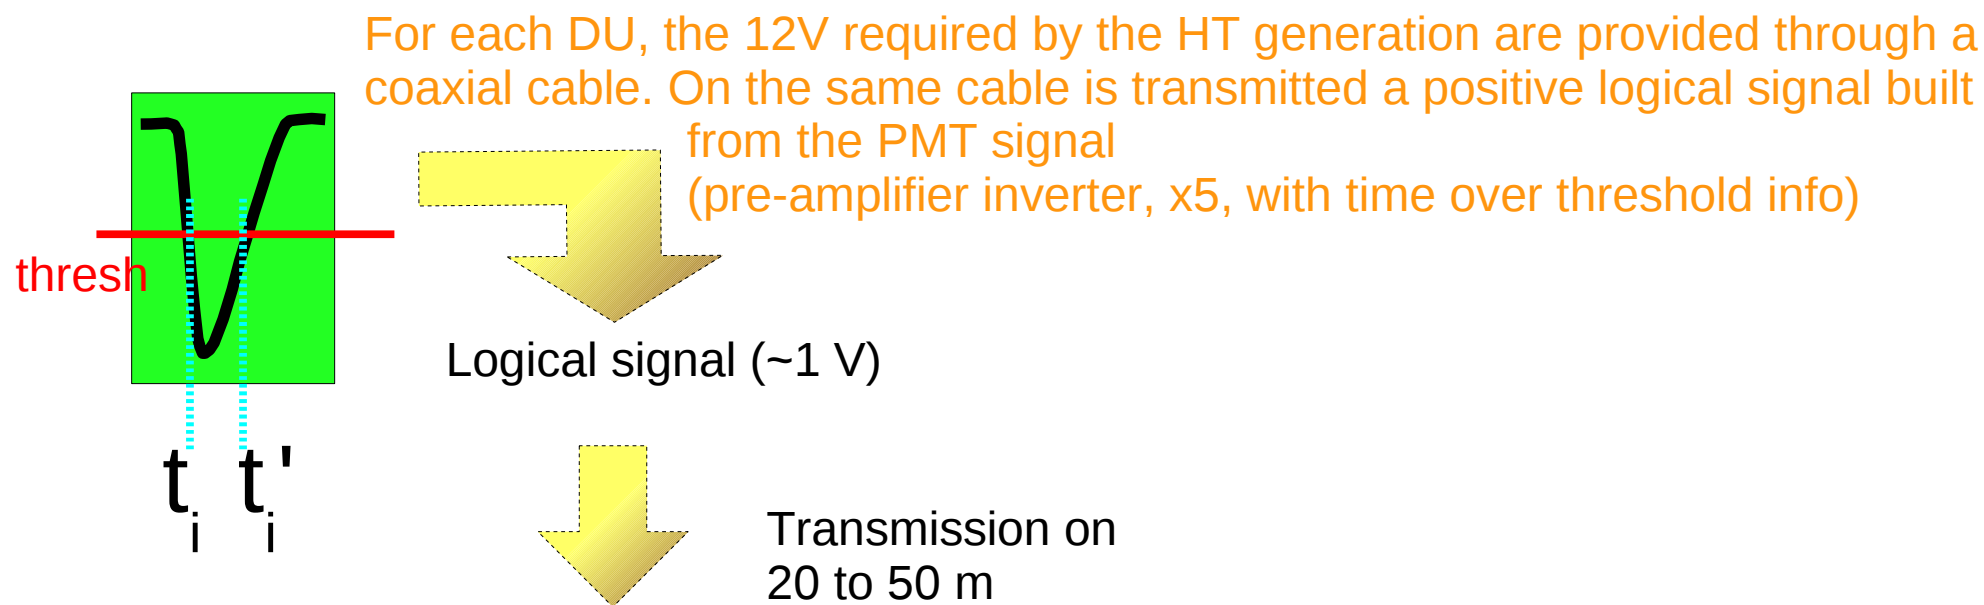 For each DU, the 12V required by the HT generation are provided through a
coaxial cable. On the same cable is transmitted a positive logical signal built
from the PMT signal
(pre-amplifier inverter, x5, with time over threshold info)
thresh
Logical signal (~1 V)
ti ti'
Transmission on
20 to 50 m